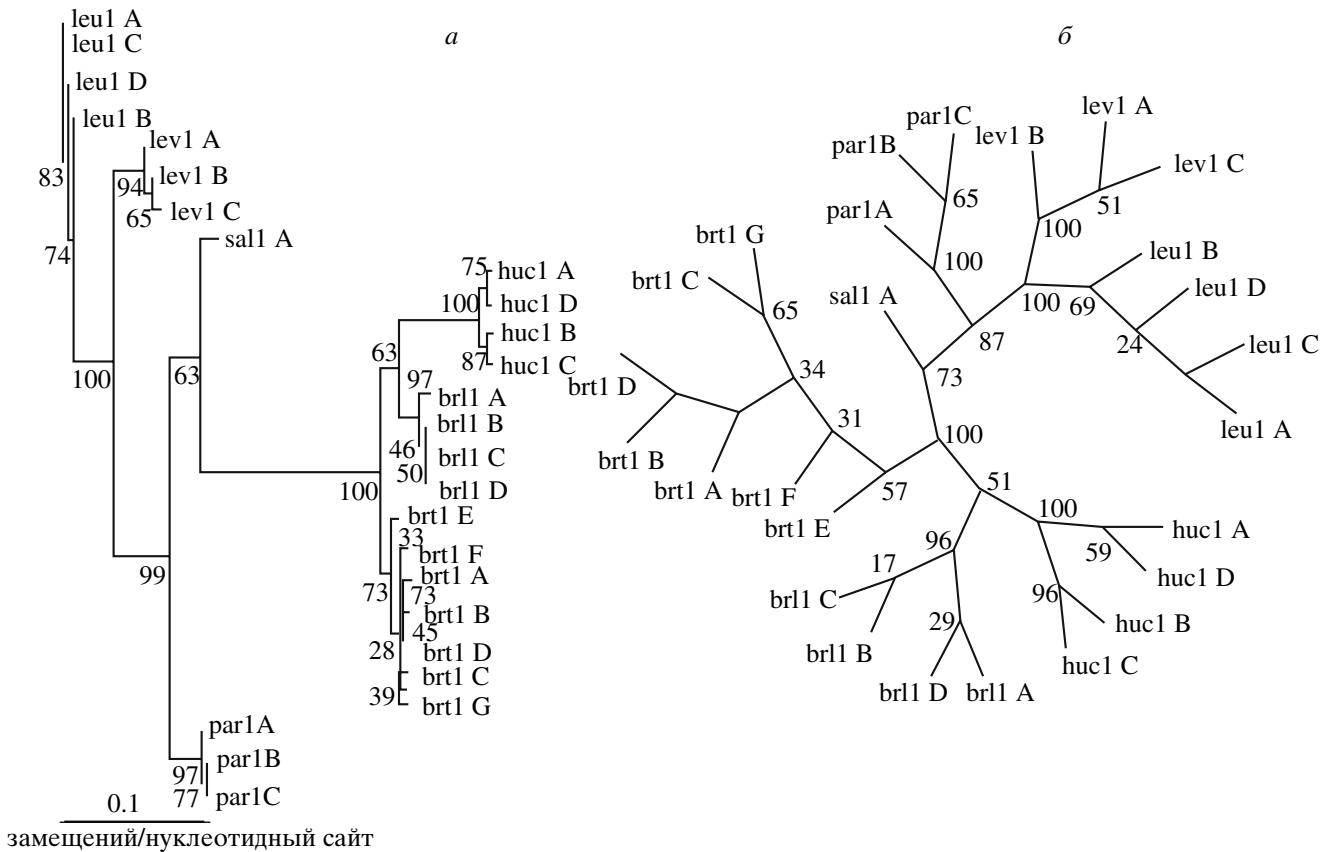 а
leu1 A
leu1 C
leu1 D
leu1 B
lev1 A
83
94
lev1 B
65
lev1 C
74
sal1 A
75
huc1 A
100
huc1 D
huc1 B
87
huc1 C
100
63
63
97
brl1 A
brl1 B
46
brl1 C
50
brl1 D
100
brt1 E
33
brt1 F
99
brt1 A
73
73
brt1 B
45
28
brt1 D
brt1 C
39
brt1 G
par1A
par1B
97
77
par1C
0.1
замещений/нуклеотидный сайт
б
par1C
lev1 A
par1B
lev1 B
lev1 C
65
51
par1A
100
brt1 G
leu1 B
100
brt1 C
leu1 D
sal1 A
100
69
65
87
24
leu1 C
34
73
brt1 D
31
leu1 A
100
brt1 B
57
51
brt1 A
brt1 F
100
brt1 E
huc1 A
96
59
17
huc1 D
brl1 C
96
29
huc1 B
brl1 B
huc1 C
brl1 D
brl1 A